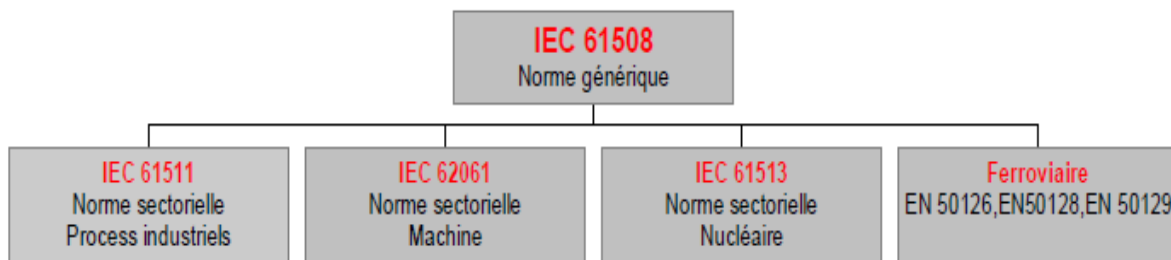 IEC 61508
Norme générique
IEC 61511
Norme sectorielle
Process industriels
IEC 62061
Norme sectorielle
Machine
IEC 61513
Norme sectorielle
Nucléaire
Ferroviaire
EN 50126,EN50128,EN 50129